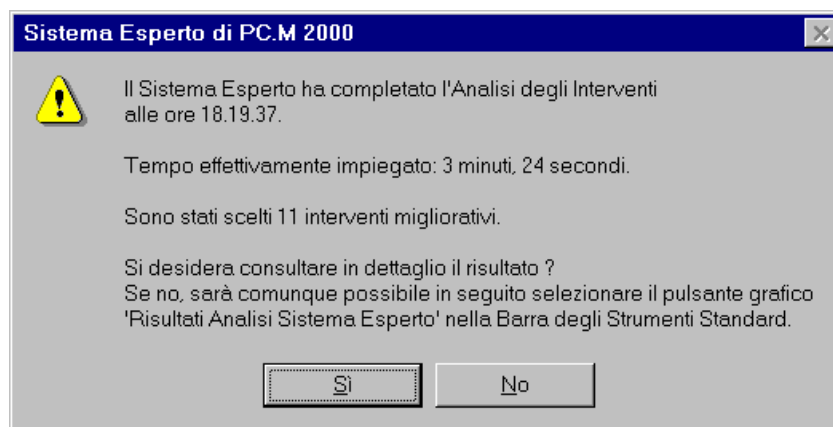 Sistema Esperto di PC.M 2000
Il Sistema Esperto ha completato l'Analisi degli Interventi
alle ore 18.19.37.
Tempo effettivamente impiegato: 3 minuti, 24 secondi.
Sono stati scelti 11 interventi migliorativi.
Si desidera consultare in dettaglio il risultato ?
Se no, sarà comunque possibile in seguito selezionare il pulsante grafico
'Risultati Analisi Sistema Esperto' nella Barra degli Strumenti Standard.
Sì
No